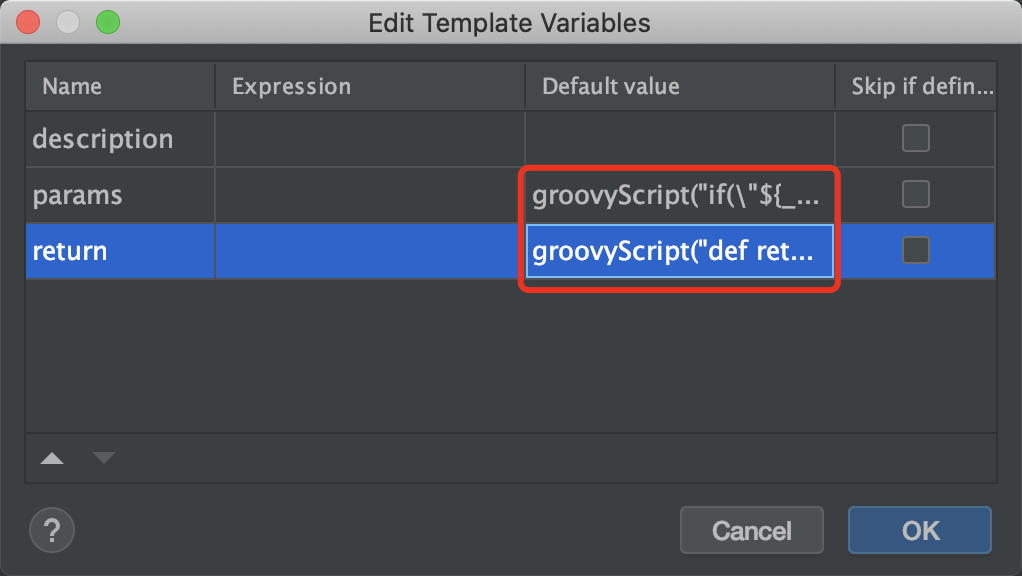 Edit Template Variables
Name Expression Default value Skip if defin...
description
params groovyScript("if(\"${_...
return groovyScript("def ret...
?
Cancel OK